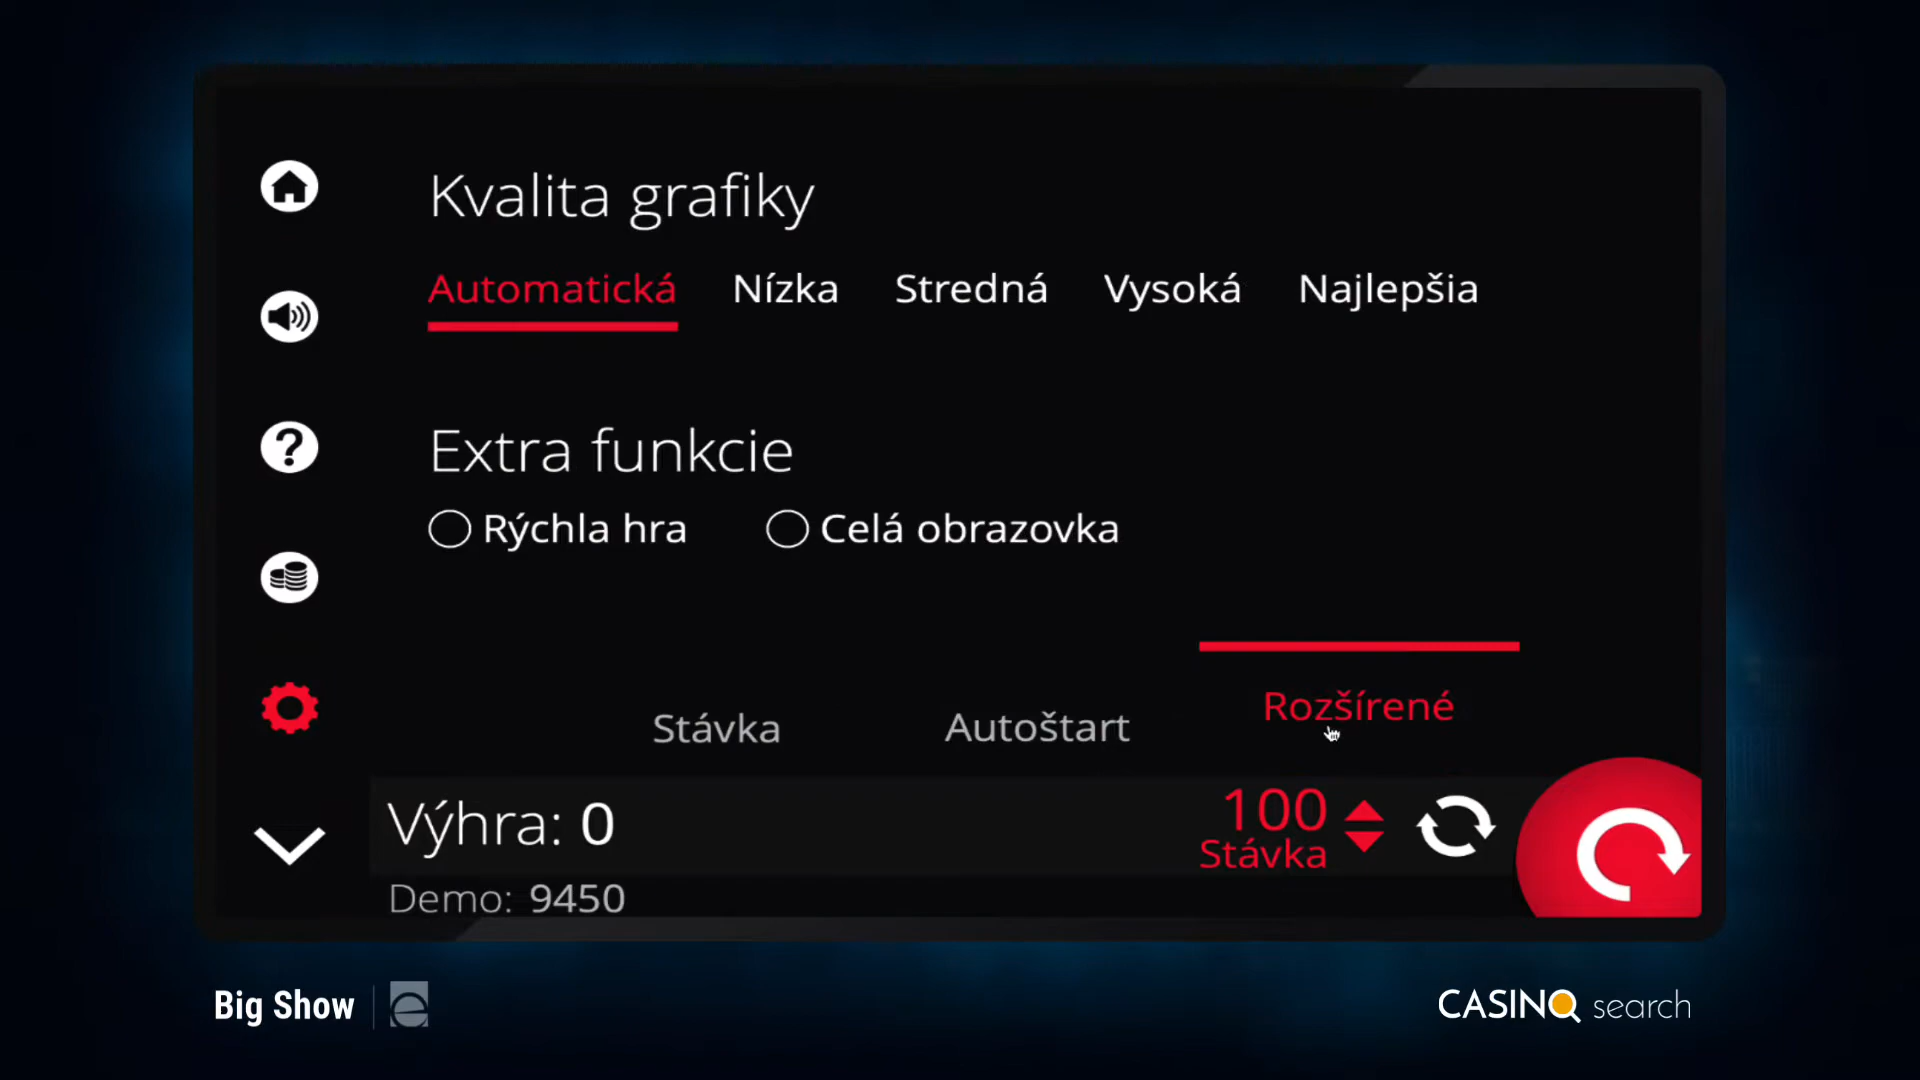 Kvalita grafiky
Automatická Nízka Stredná Vysoká Najlepšia
Extra funkcie
Rýchla hra Celá obrazovka
Stávka Autoštart Rozšírené
Výhra: 0
100
Stávka
Demo: 9450
Big Show
CASINO search